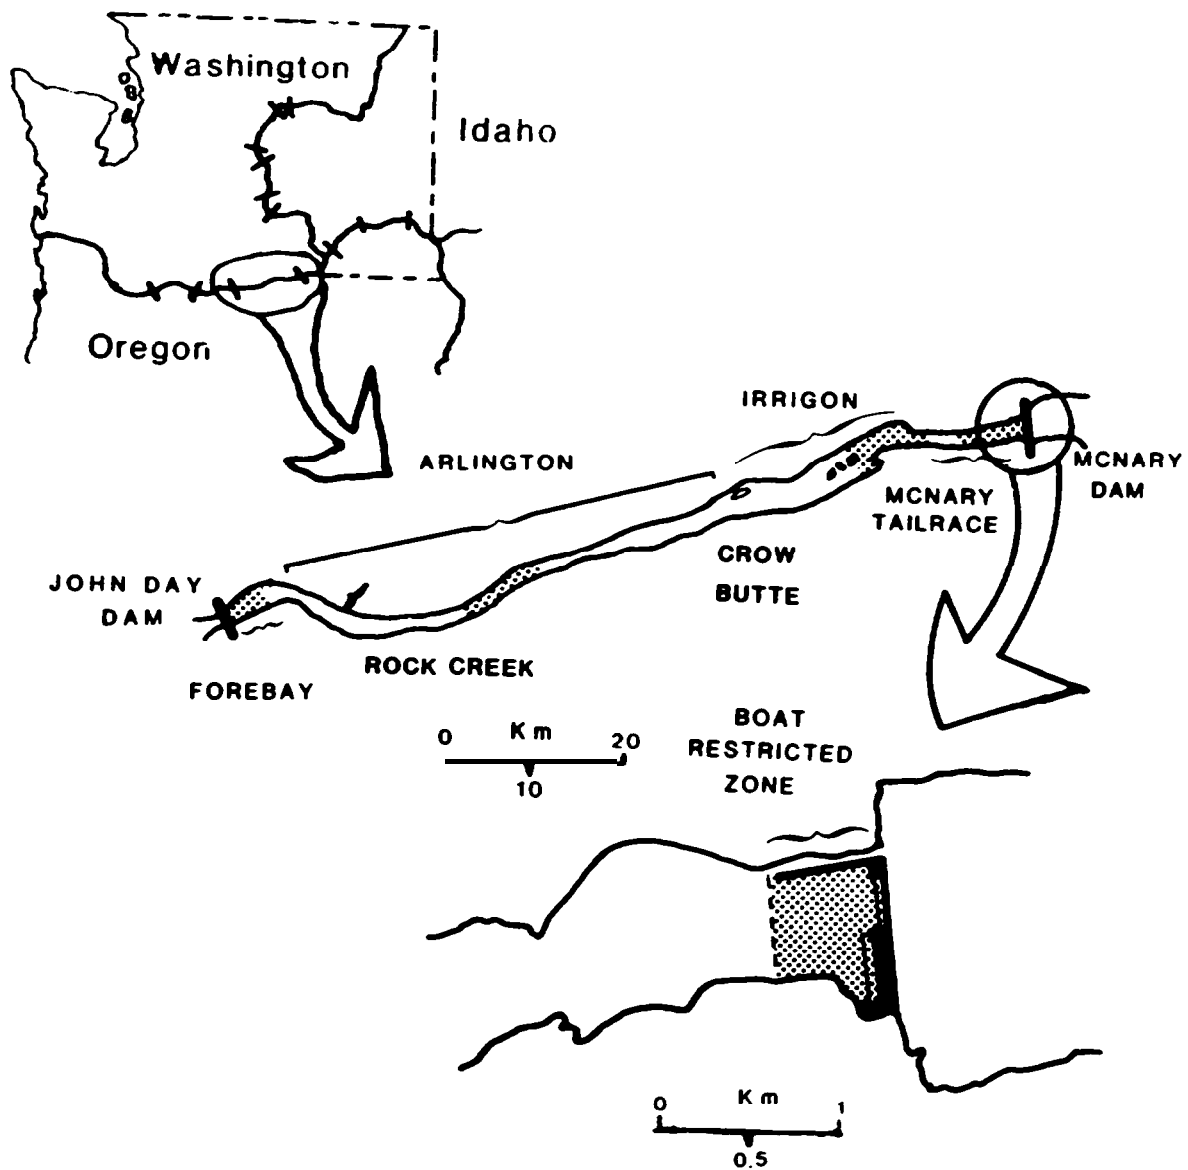 Washington
Idaho
Oregon
IRRIGON
ARLINGTON
MCNARY
DAM
MCNARY
TAILRACE
CROW
BUTTE
JOHN DAY
DAM
ROCK CREEK
FOREBAY
0 Km 20
10
BOAT
RESTRICTED
ZONE
0 Km 1
0.5